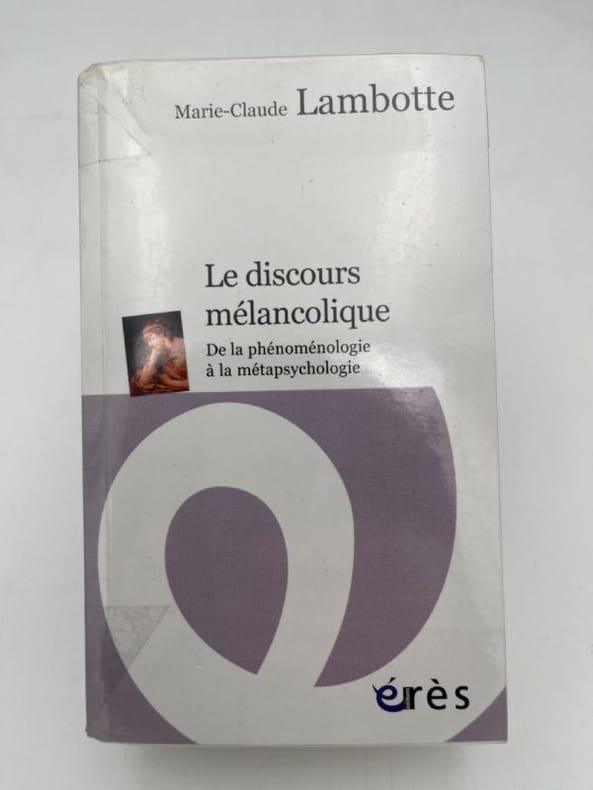 Marie-Claude Lambotte
Le discours
mélancolique
De la phénoménologie
à la métapsychologie
érès